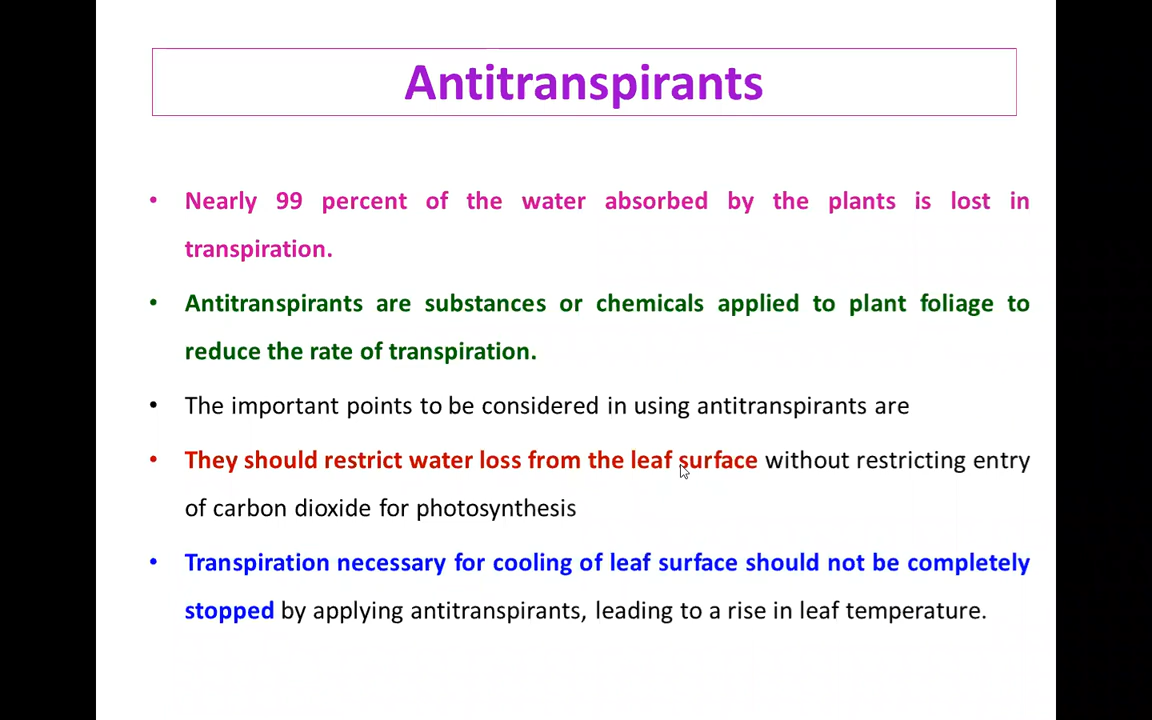 Antitranspirants
• Nearly 99 percent of the water absorbed by the plants is lost in
transpiration.
• Antitranspirants are substances or chemicals applied to plant foliage to
reduce the rate of transpiration.
• The important points to be considered in using antitranspirants are
• They should restrict water loss from the leaf surface without restricting entry
of carbon dioxide for photosynthesis
• Transpiration necessary for cooling of leaf surface should not be completely
stopped by applying antitranspirants, leading to a rise in leaf temperature.